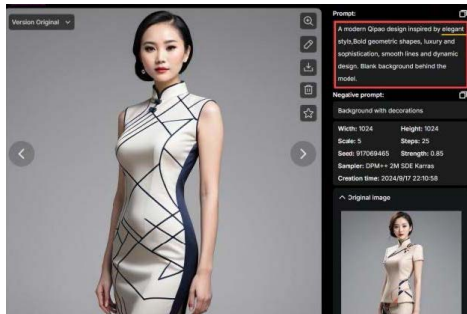 Version Original
Prompt:
A modern Qipao design inspired by elegant
style,Bold geometric shapes, luxury and
sophistication, smooth lines and dynamic
design. Blank background behind the
model.
Negative prompt:
Background with decorations
Width: 1024 Height: 1024
Scale: 5 Steps: 25
Seed: 917069465 Strength: 0.85
Sampler: DPM++ 2M SDE Karras
Creation time: 2024/9/17 22:10:58
Original image